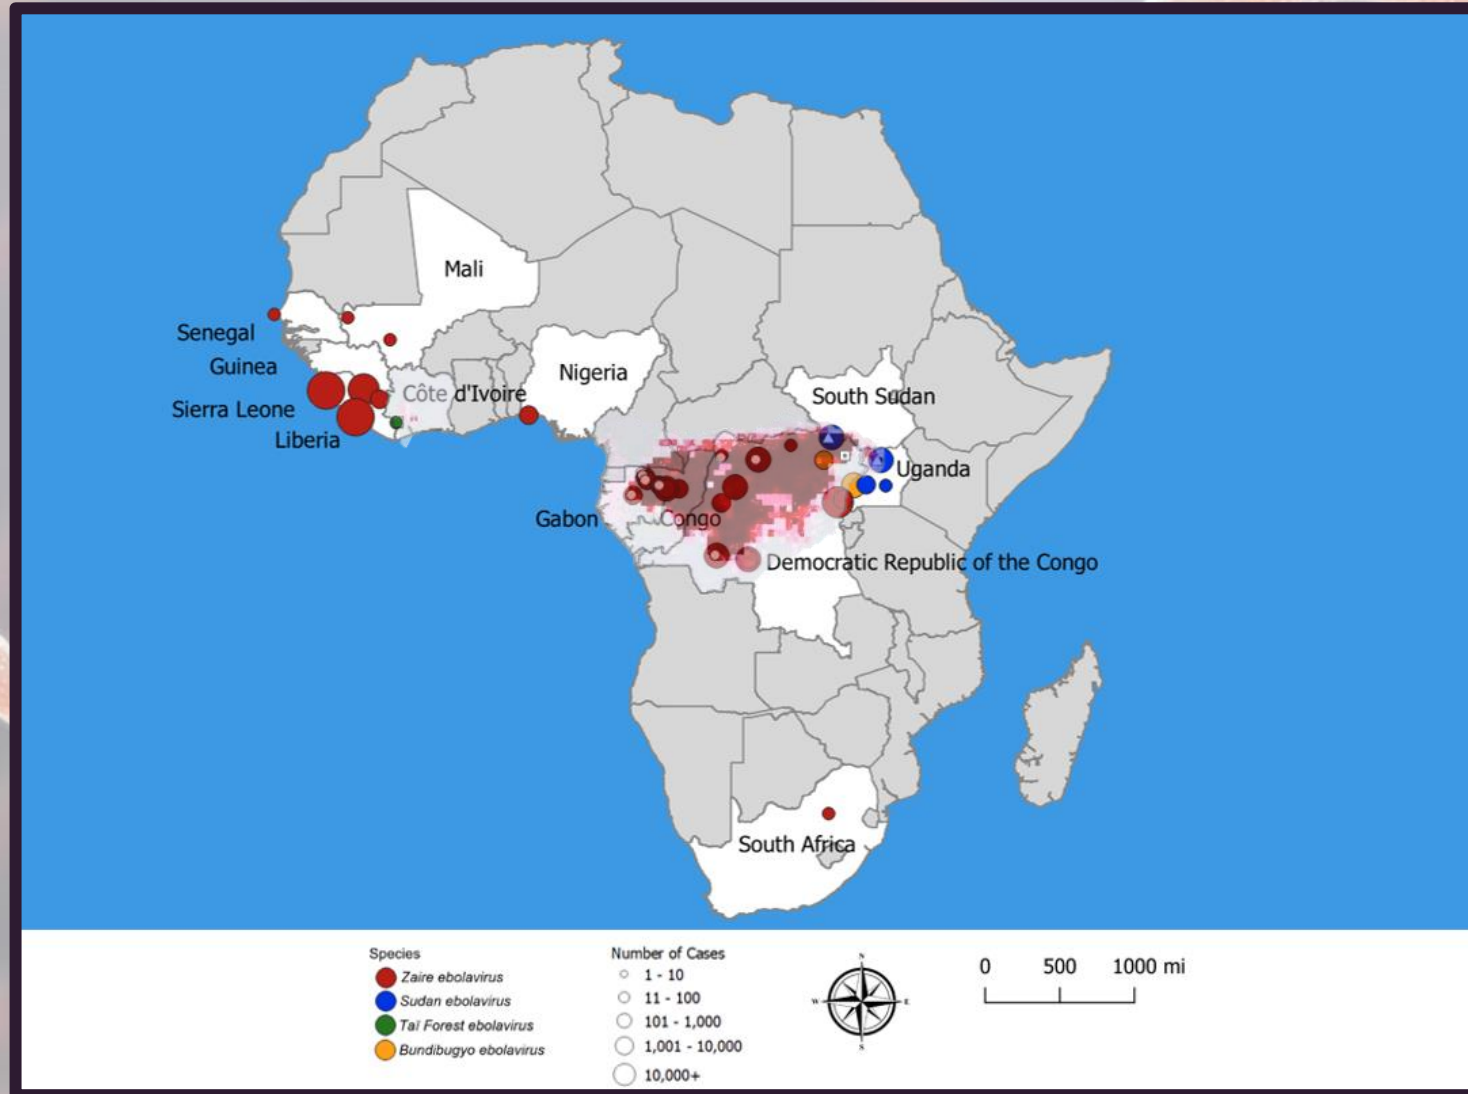 Mali
Senegal
Guinea
Nigeria
Côte d'Ivoire
South Sudan
Sierra Leone
Liberia
Uganda
Gabon
Congo
Democratic Republic of the Congo
South Africa
Species
Zaire ebolavirus
Sudan ebolavirus
Taï Forest ebolavirus
Bundibugyo ebolavirus
Number of Cases
1 - 10
11 - 100
101 - 1,000
1,001 - 10,000
10,000+
N
W E
S
0 500 1000 mi